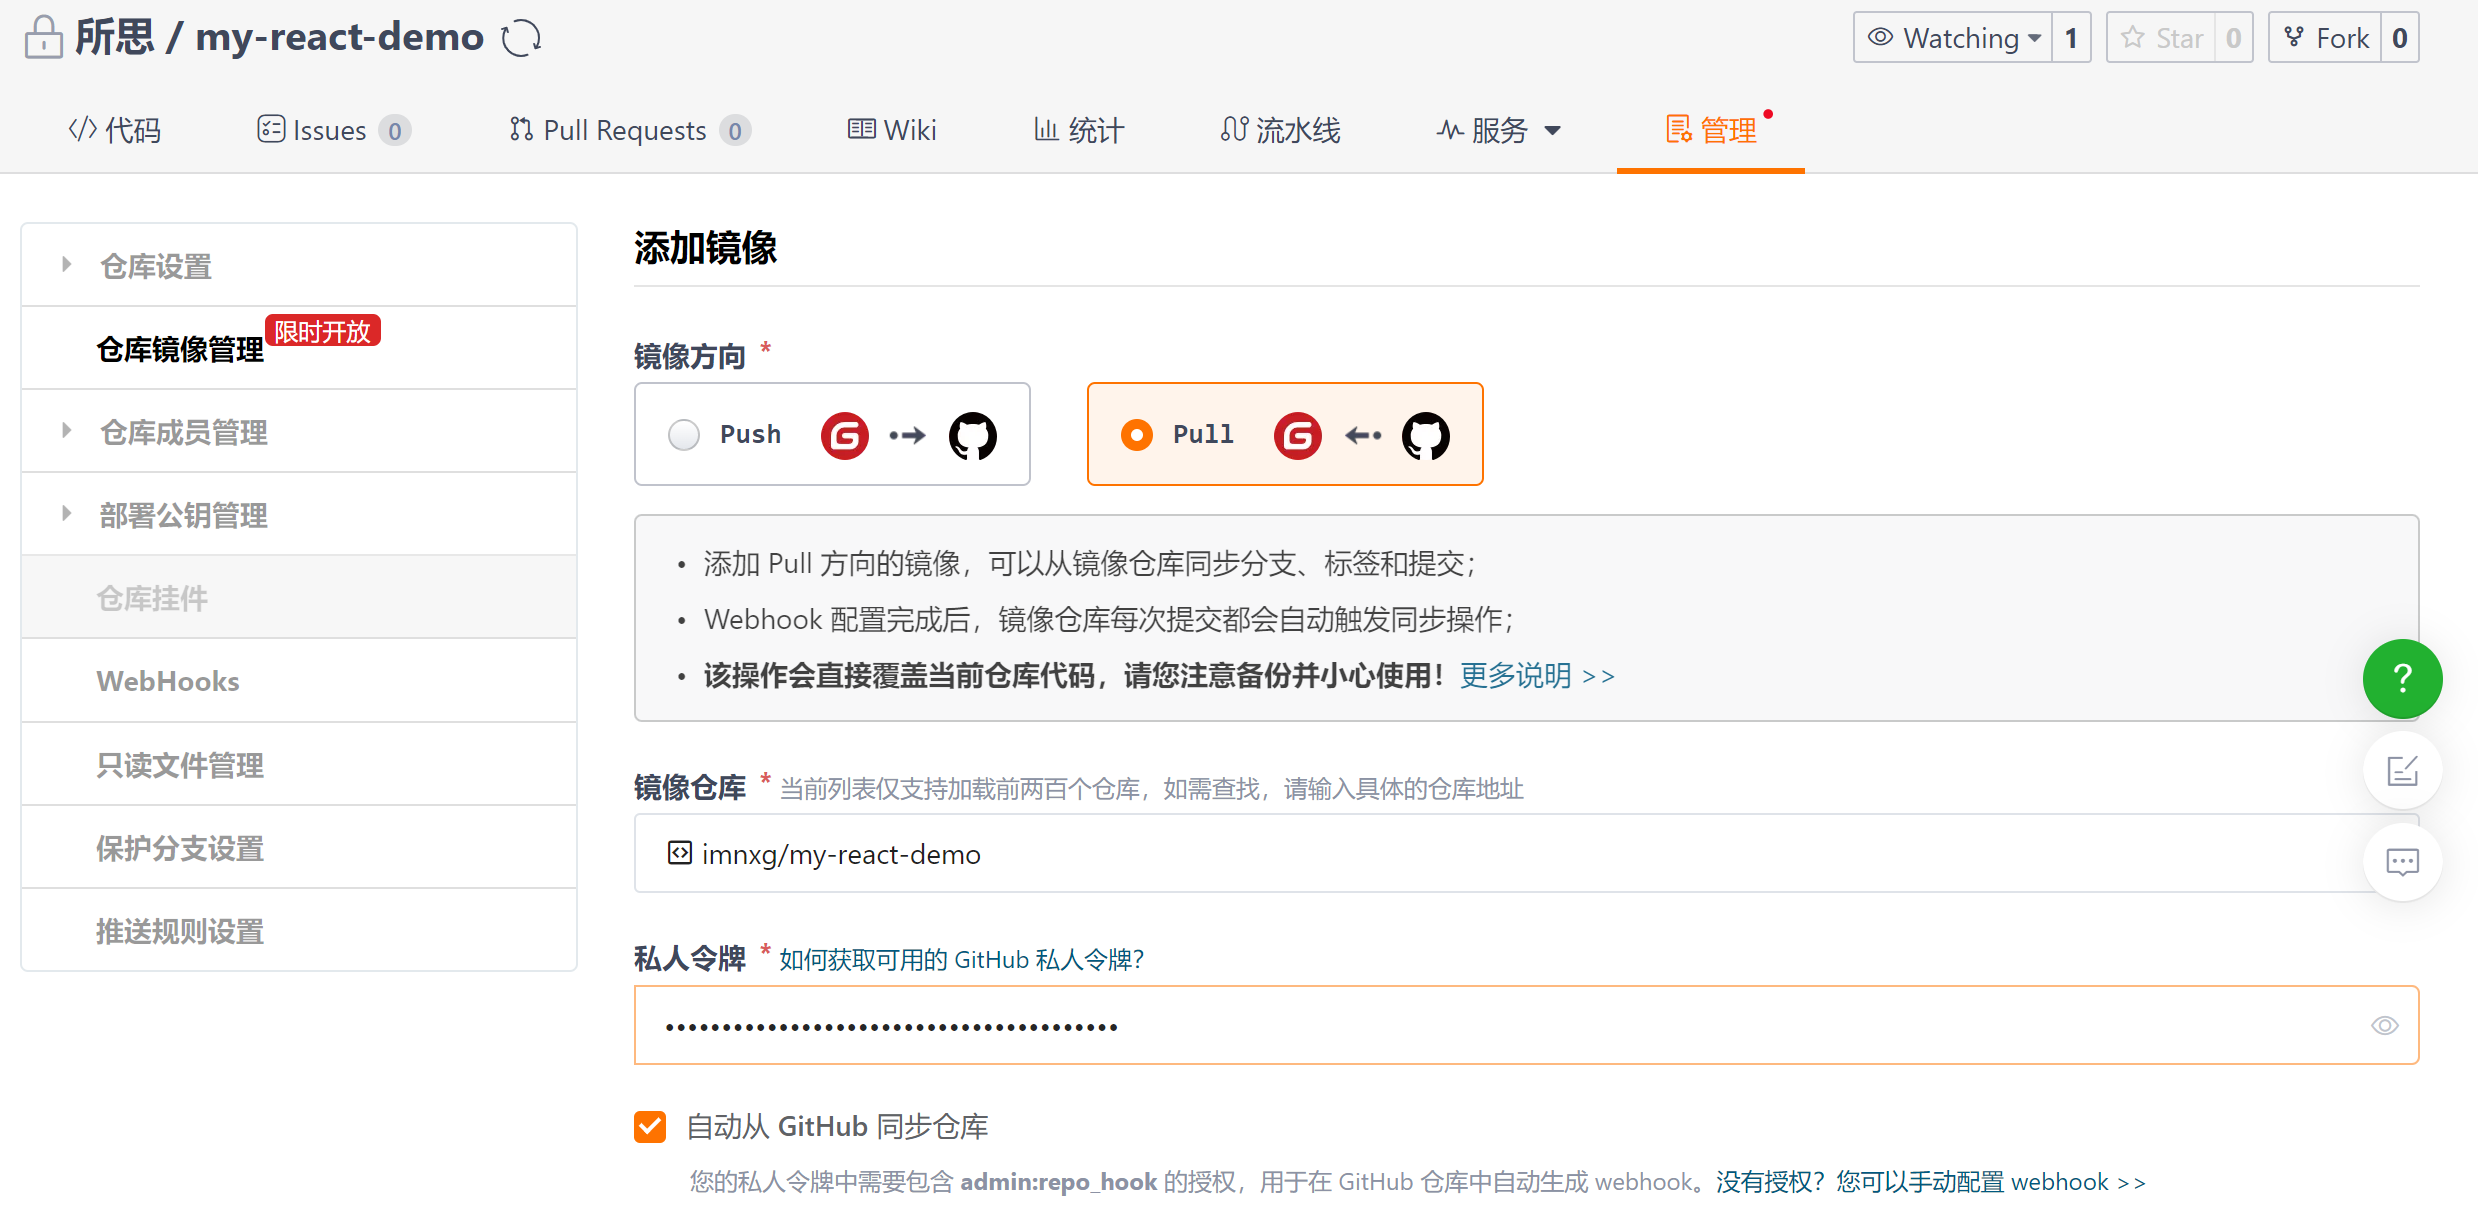 所思 / my-react-demo
Watching 1
Star 0
Fork 0
代码
Issues 0
Pull Requests 0
Wiki
统计
流水线
服务
管理
仓库设置
仓库镜像管理 限时开放
仓库成员管理
部署公钥管理
仓库挂件
WebHooks
只读文件管理
保护分支设置
推送规则设置
添加镜像
镜像方向 *
Push
Pull
• 添加 Pull 方向的镜像，可以从镜像仓库同步分支、标签和提交；
• Webhook 配置完成后，镜像仓库每次提交都会自动触发同步操作；
• 该操作会直接覆盖当前仓库代码，请您注意备份并小心使用！更多说明 >>
镜像仓库 * 当前列表仅支持加载前两百个仓库，如需查找，请输入具体的仓库地址
imnxg/my-react-demo
私人令牌 * 如何获取可用的 GitHub 私人令牌？
自动从 GitHub 同步仓库
您的私人令牌中需要包含 admin:repo_hook 的授权，用于在 GitHub 仓库中自动生成 webhook。没有授权？您可以手动配置 webhook >>